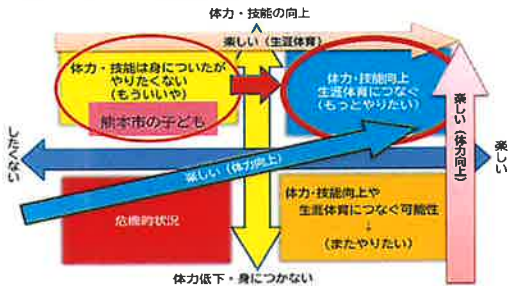 体力・技能の向上
楽しい(生涯体育)
体力・技能は身についたが
やりたくない
(もういいや)
熊本市の子ども
体力・技能向上
生涯体育につなぐ
(もっとやりたい)
したくない
楽しい
楽しい(体力向上)
楽しい(体力向上)
危機的状況
体力・技能向上や
生涯体育につなぐ可能性
↓
(またやりたい)
体力低下・身につかない